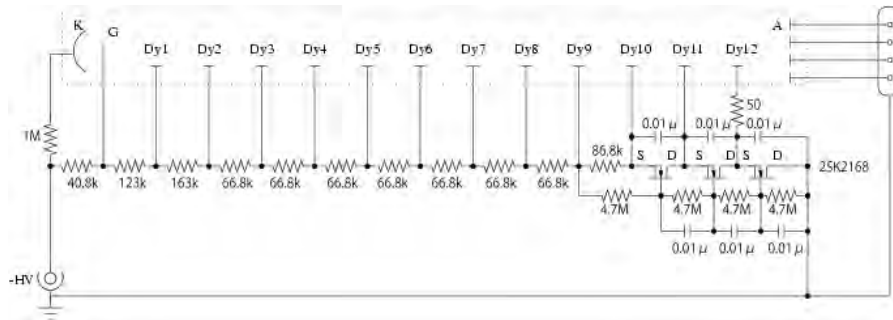 K
G
A
Dy1 Dy2 Dy3 Dy4 Dy5 Dy6 Dy7 Dy8 Dy9 Dy10 Dy11 Dy12
50
0.01μ 0.01μ 0.01μ
1M
86.8k S D S D S D
2SK2168
40.8k 123k 163k 66.8k 66.8k 66.8k 66.8k 66.8k 66.8k 66.8k
4.7M 4.7M 4.7M 4.7M
0.01μ 0.01μ 0.01μ
-HV